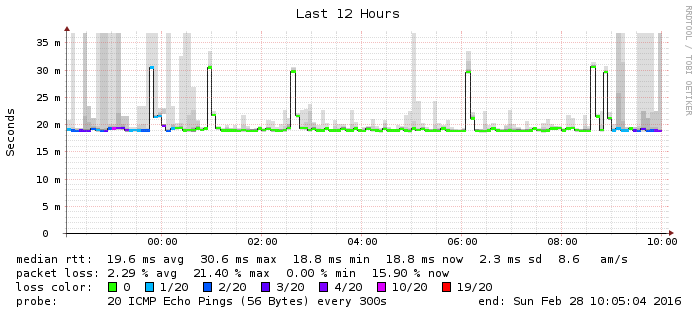 Last 12 Hours
RRDTOOL / TOBI OETIKER
Seconds
35 m
30 m
25 m
20 m
15 m
10 m
5 m
0
00:00 02:00 04:00 06:00 08:00 10:00
median rtt: 19.6 ms avg 30.6 ms max 18.8 ms min 18.8 ms now 2.3 ms sd 8.6 am/s
packet loss: 2.29 % avg 21.40 % max 0.00 % min 15.90 % now
loss color: 0 1/20 2/20 3/20 4/20 10/20 19/20
probe: 20 ICMP Echo Pings (56 Bytes) every 300s end: Sun Feb 28 10:05:04 2016